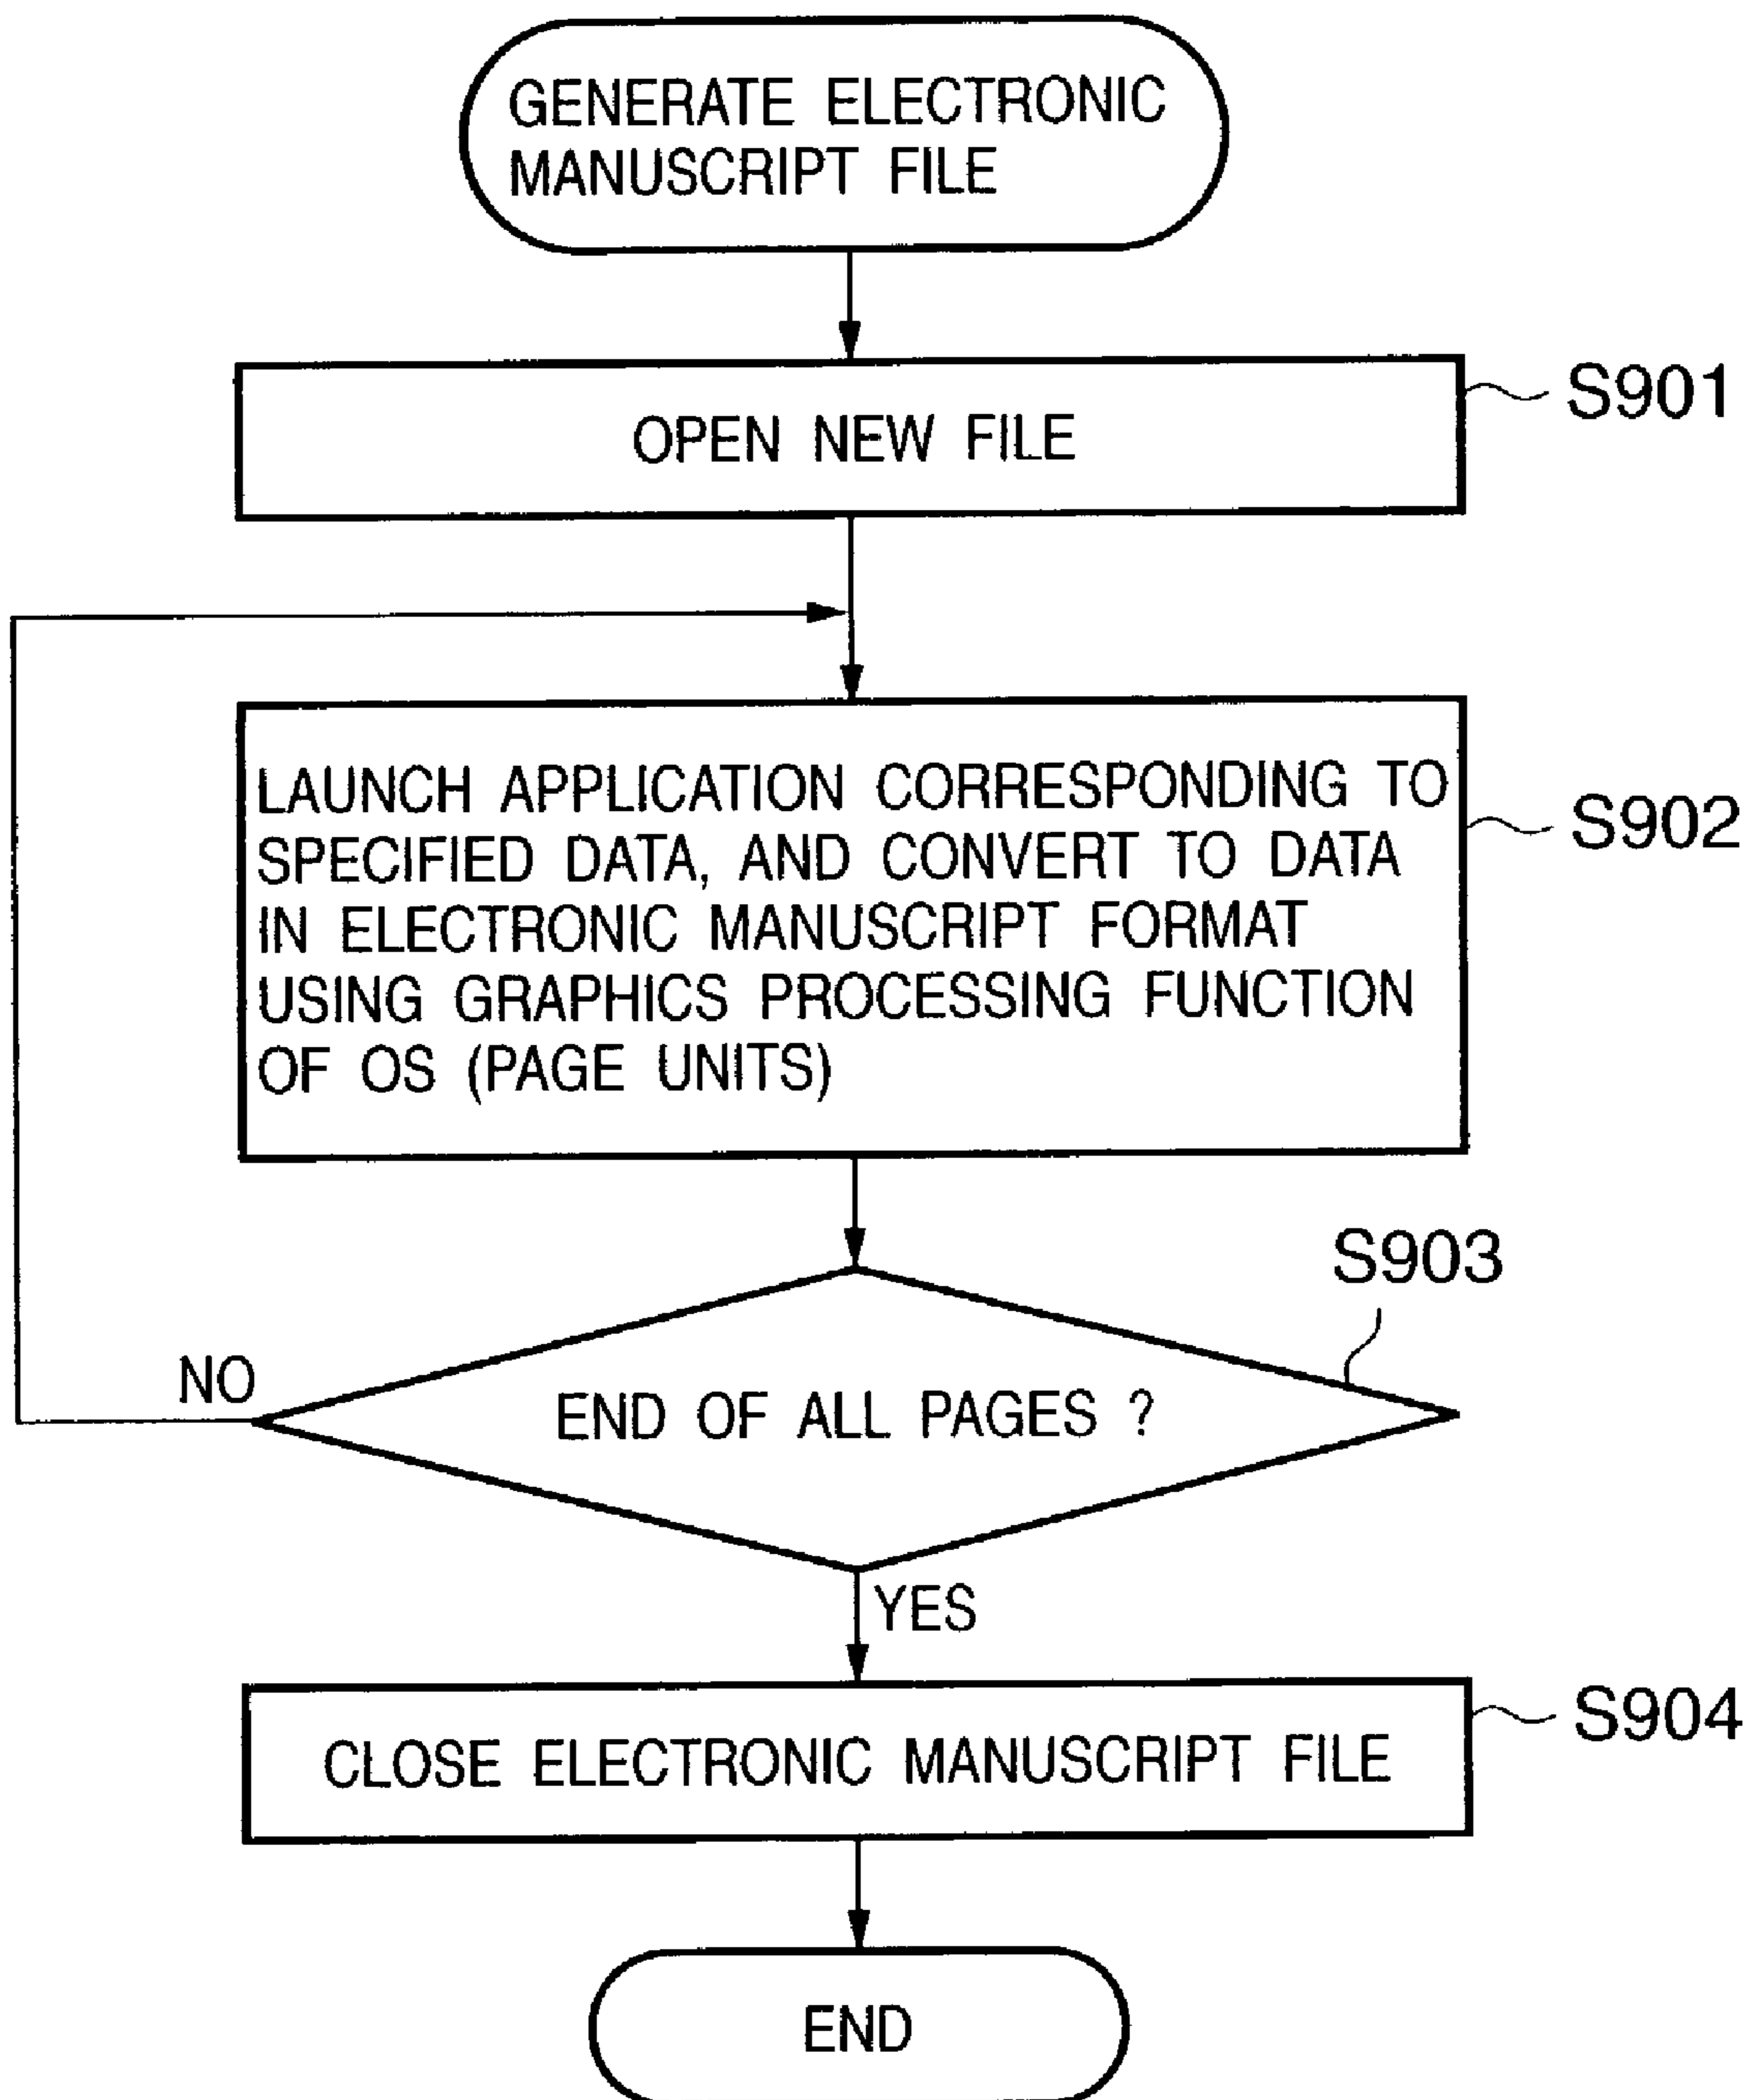 GENERATE ELECTRONIC
MANUSCRIPT FILE
OPEN NEW FILE
S901
LAUNCH APPLICATION CORRESPONDING TO
SPECIFIED DATA, AND CONVERT TO DATA
IN ELECTRONIC MANUSCRIPT FORMAT
USING GRAPHICS PROCESSING FUNCTION
OF OS (PAGE UNITS)
S902
S903
NO
END OF ALL PAGES ?
YES
CLOSE ELECTRONIC MANUSCRIPT FILE
S904
END